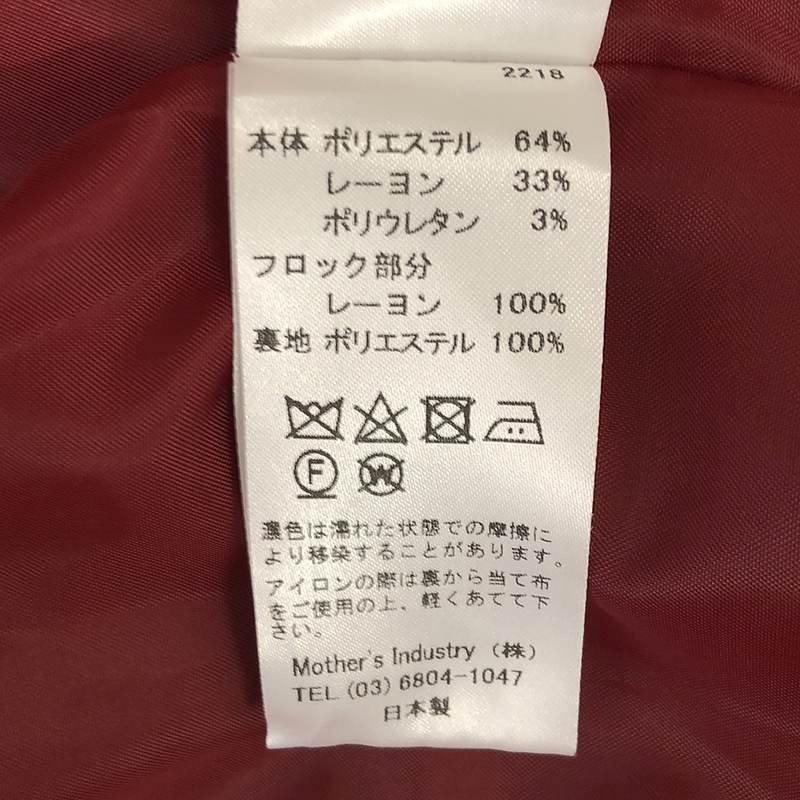 2218
本体 ポリエステル 64%
レーヨン 33%
ポリウレタン 3%
フロック部分
レーヨン 100%
裏地 ポリエステル 100%
F W
濃色は濡れた状態での摩擦に
より移染することがあります。
アイロンの際は裏から当て布
をご使用の上、軽くあてて下
さい。
Mother's Industry (株)
TEL (03) 6804-1047
日本製